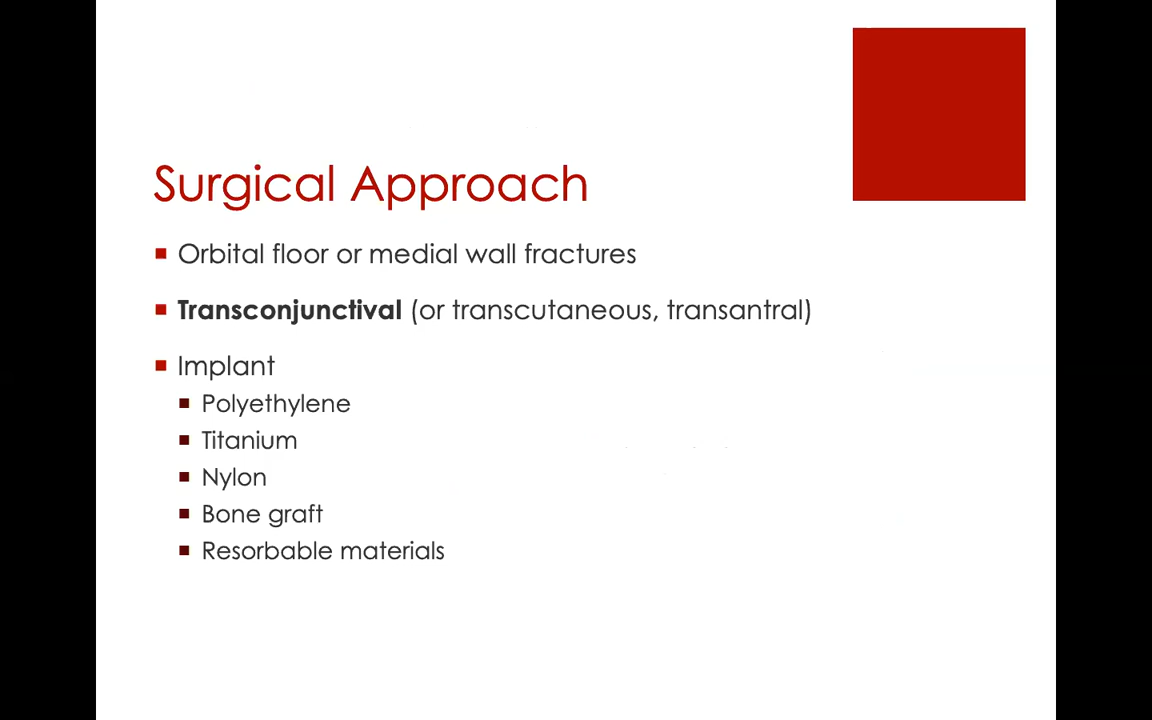 Surgical Approach
Orbital floor or medial wall fractures
Transconjunctival (or transcutaneous, transantral)
Implant
Polyethylene
Titanium
Nylon
Bone graft
Resorbable materials